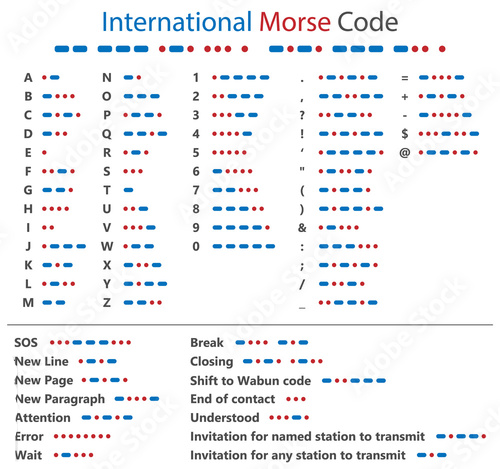 International Morse Code
A N 1 . =
B O 2 , +
C P 3 ? -
D Q 4 ! $
E R 5 ‘ @
F S 6 "
G T 7 (
H U 8 )
I V 9 &
J W 0 :
K X ;
L Y /
M Z _
SOS Break
New Line Closing
New Page Shift to Wabun code
New Paragraph End of contact
Attention Understood
Error Invitation for named station to transmit
Wait Invitation for any station to transmit
Adobe Stock